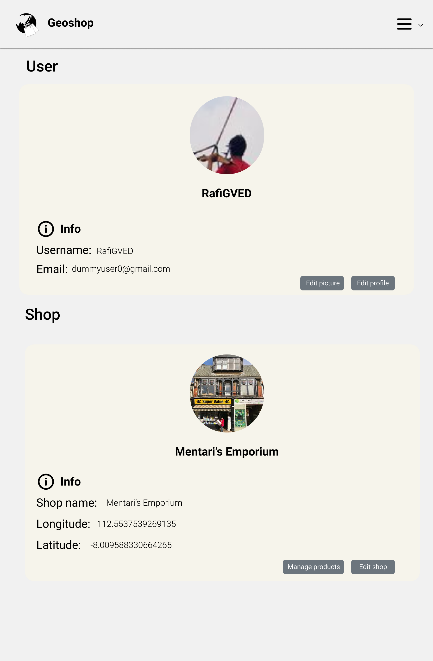 Geoshop
User
RafiGVED
Info
Username: RafiGVED
Email: dummyuser0@gmail.com
Edit picture Edit profile
Shop
Mentari's Emporium
Info
Shop name: Mentari's Emporium
Longitude: 112.5537539269135
Latitude: -8.009588330664265
Manage products Edit shop